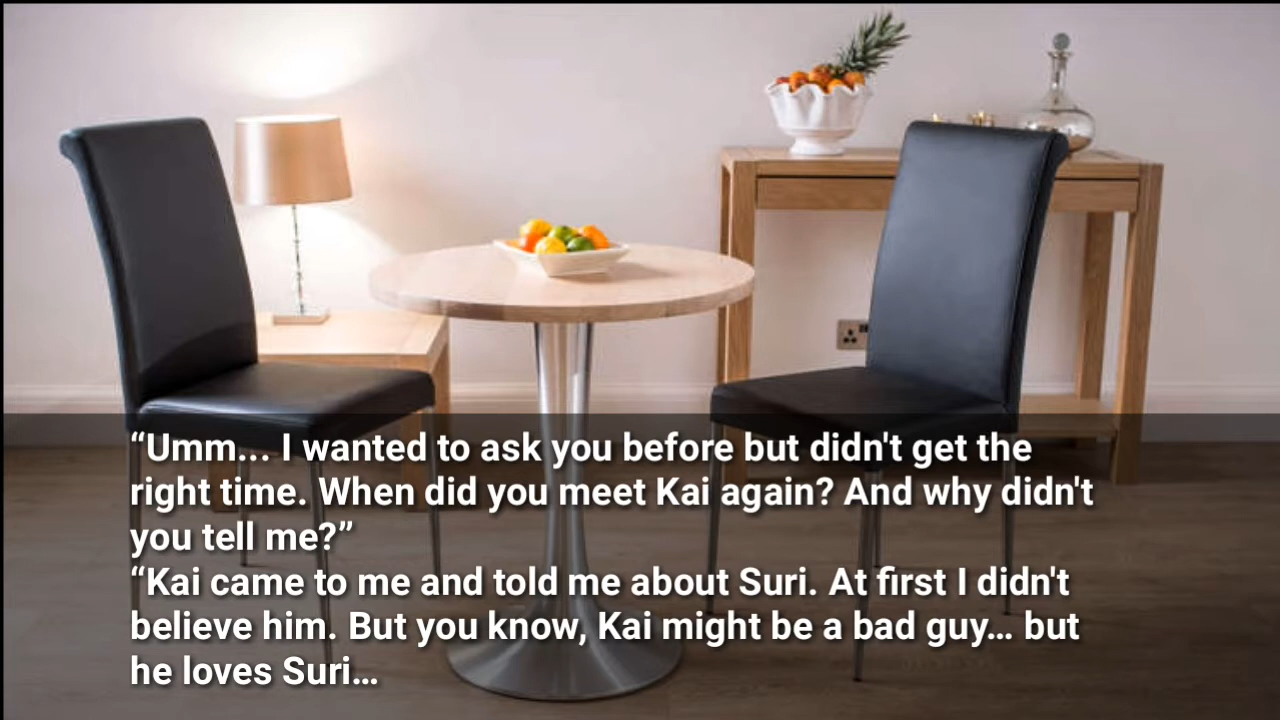 “Umm... I wanted to ask you before but didn't get the
right time. When did you meet Kai again? And why didn't
you tell me?”
“Kai came to me and told me about Suri. At first I didn't
believe him. But you know, Kai might be a bad guy… but
he loves Suri…